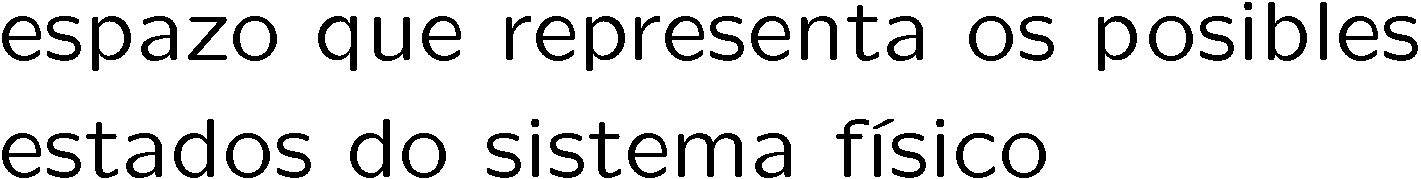 espazo que representa os posibles
estados do sistema físico